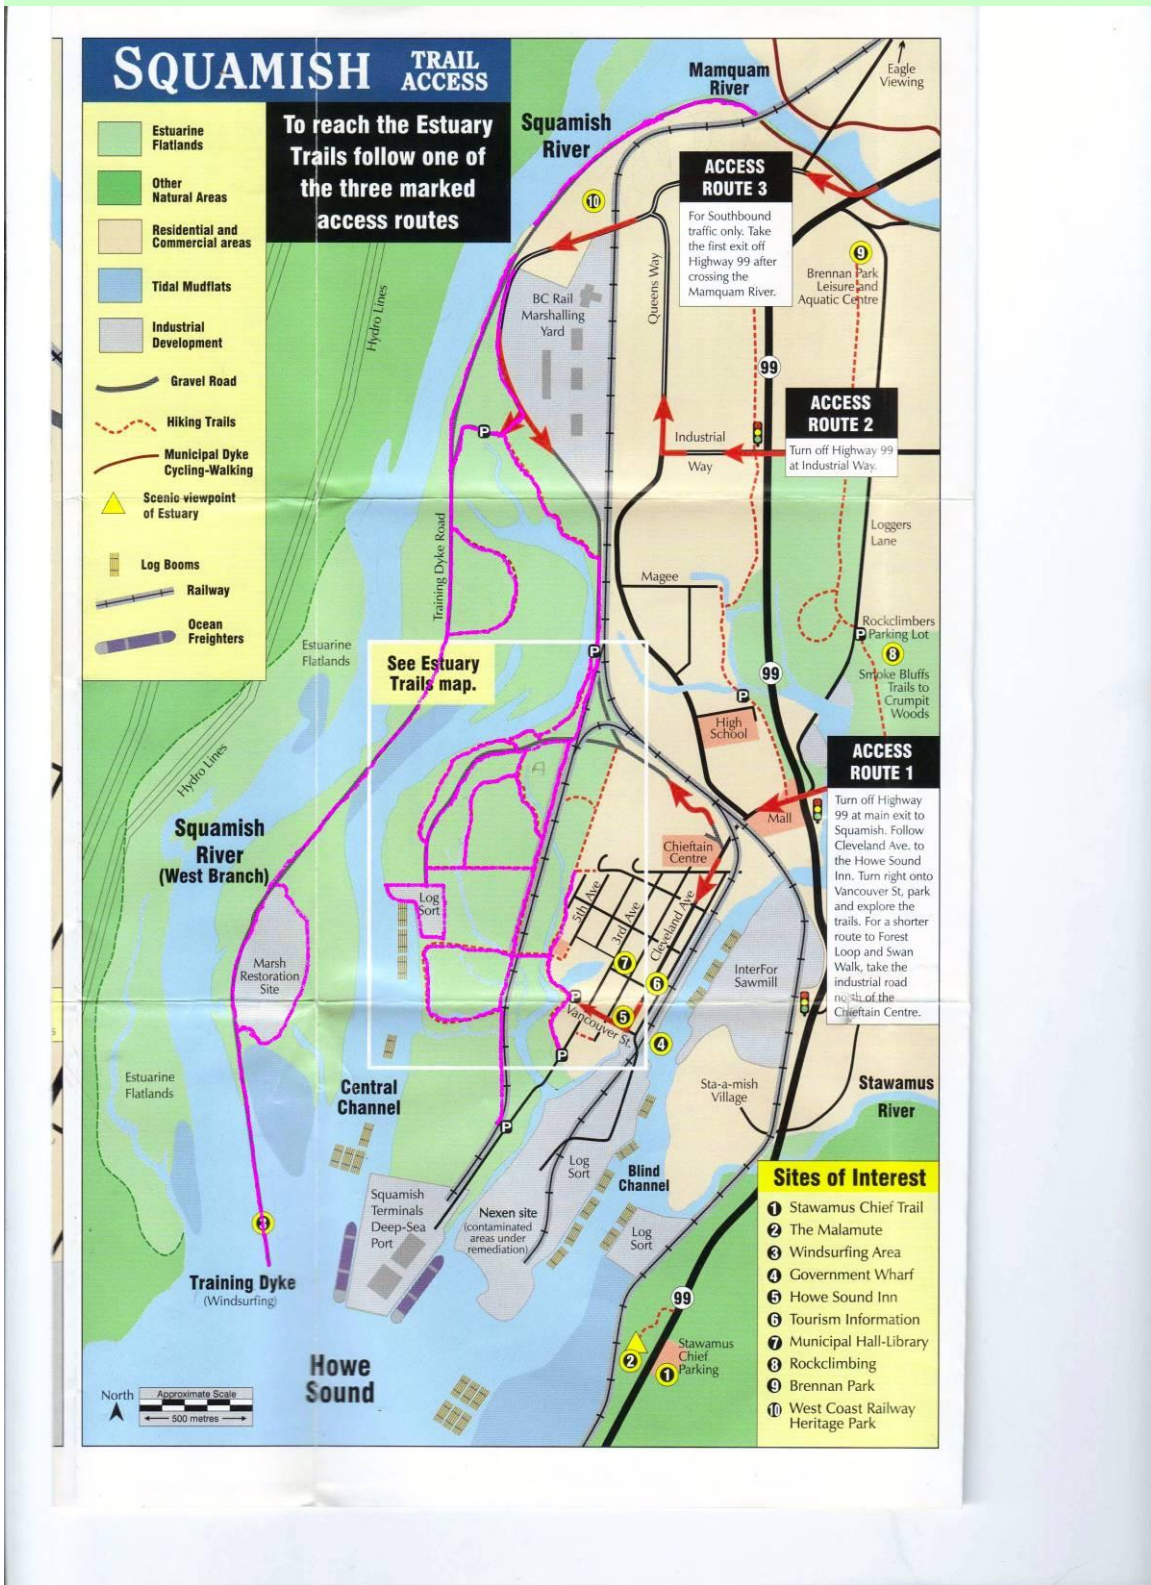 SQUAMISH
TRAIL
ACCESS
To reach the Estuary
Trails follow one of
the three marked
access routes
Estuarine
Flatlands
Other
Natural Areas
Residential and
Commercial areas
Tidal Mudflats
Industrial
Development
Gravel Road
Hiking Trails
Municipal Dyke
Cycling-Walking
Scenic viewpoint
of Estuary
Log Booms
Railway
Ocean
Freighters
Squamish
River
Mamquam
River
Eagle
Viewing
ACCESS
ROUTE 3
For Southbound
traffic only. Take
the first exit off
Highway 99 after
crossing the
Mamquam River.
10
9
Brennan Park
Leisure and
Aquatic Centre
Hydro Lines
BC Rail
Marshalling
Yard
Queens Way
99
ACCESS
ROUTE 2
Turn off Highway 99
at Industrial Way.
P
Industrial
Way
Training Dyke Road
Loggers
Lane
Magee
Estuarine
Flatlands
See Estuary
Trails map.
P
P
Rockclimbers
Parking Lot
8
Smoke Bluffs
Trails to
Crumpit
Woods
99
P
High
School
Hydro Lines
A
ACCESS
ROUTE 1
Turn off Highway
99 at main exit to
Squamish. Follow
Cleveland Ave. to
the Howe Sound
Inn. Turn right onto
Vancouver St, park
and explore the
trails. For a shorter
route to Forest
Loop and Swan
Walk, take the
industrial road
north of the
Chieftain Centre.
Mall
Squamish
River
(West Branch)
Chieftain
Centre
Log
Sort
5th Ave
3rd Ave
Cleveland Ave
Marsh
Restoration
Site
7
6
InterFor
Sawmill
P
Vancouver St.
5
4
P
Estuarine
Flatlands
Central
Channel
Sta-a-mish
Village
Stawamus
River
P
Log
Sort
Blind
Channel
Squamish
Terminals
Deep-Sea
Port
Nexen site
(contaminated
areas under
remediation)
Log
Sort
3
Training Dyke
(Windsurfing)
99
Howe
Sound
2
1
Stawamus
Chief
Parking
North
Approximate Scale
500 metres
Sites of Interest
1 Stawamus Chief Trail
2 The Malamute
3 Windsurfing Area
4 Government Wharf
5 Howe Sound Inn
6 Tourism Information
7 Municipal Hall-Library
8 Rockclimbing
9 Brennan Park
10 West Coast Railway
Heritage Park